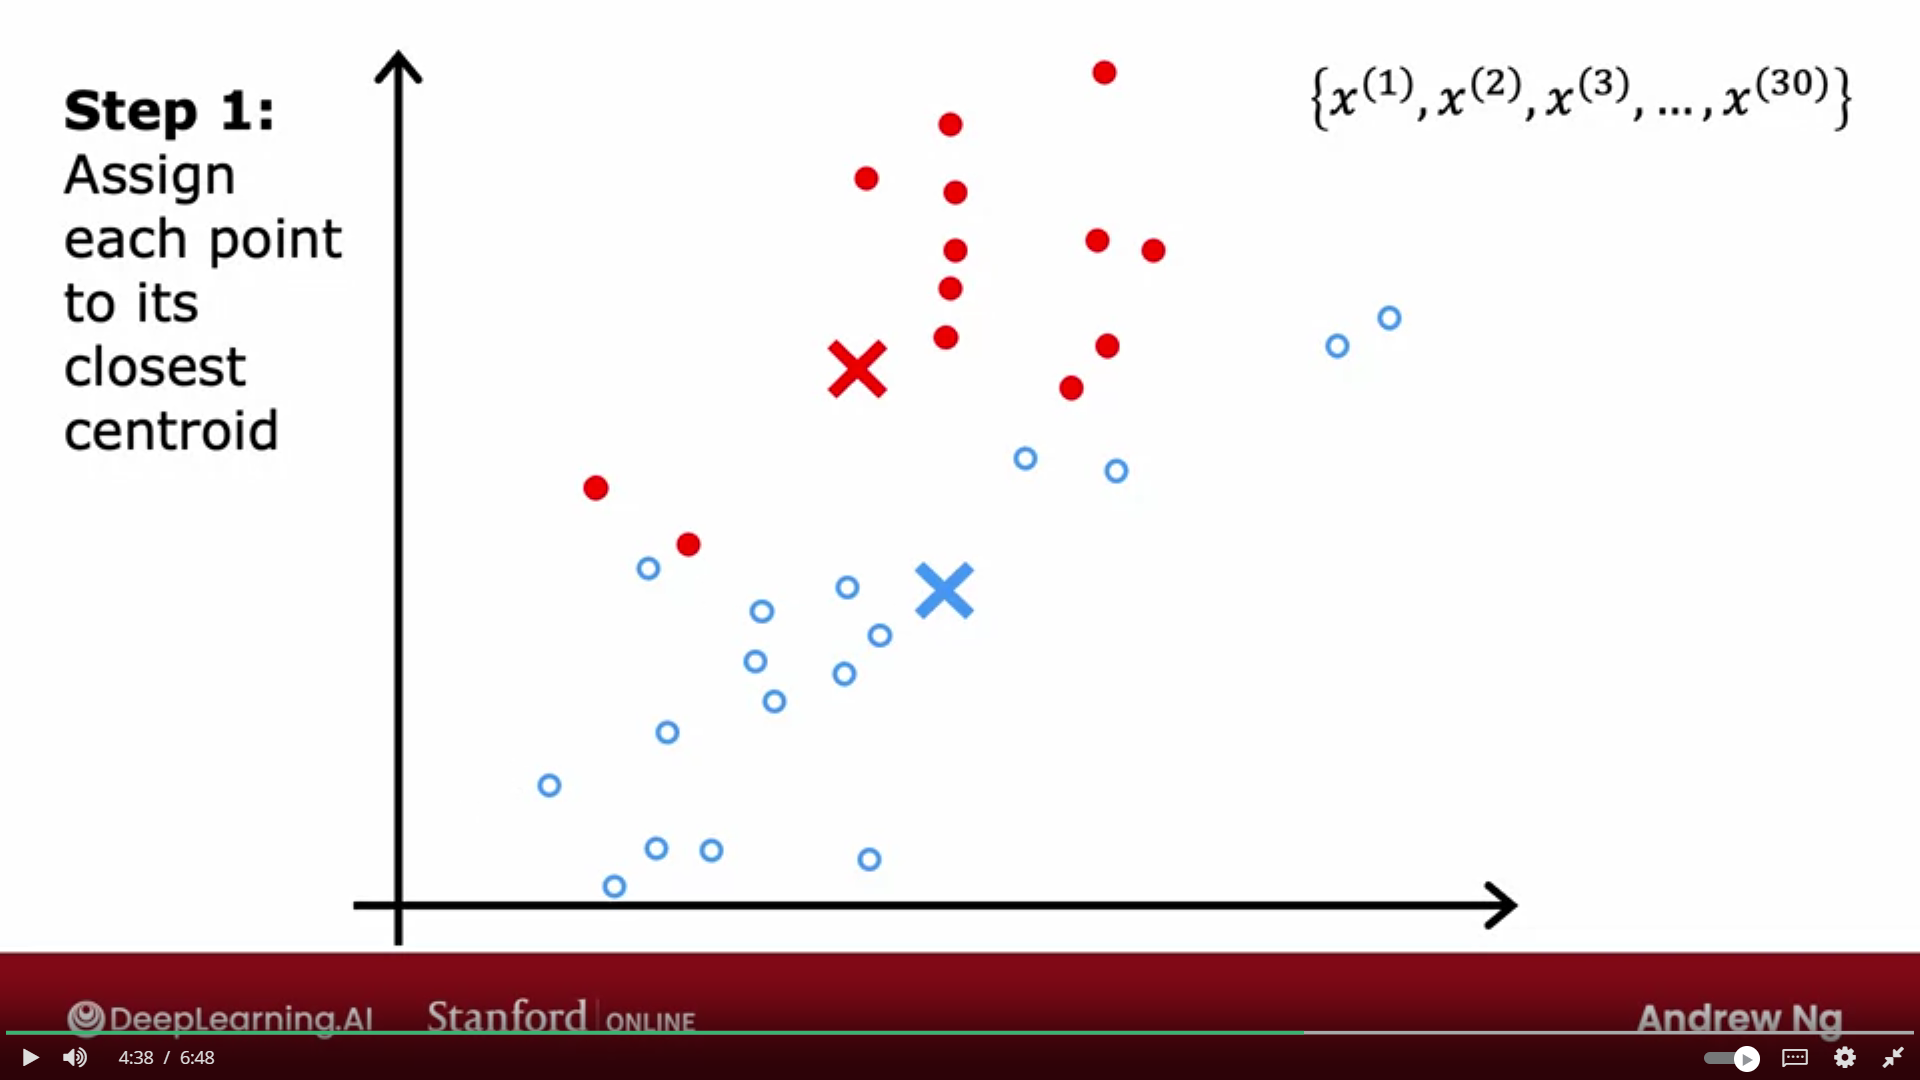 Step 1:
Assign
each point
to its
closest
centroid
{x⁽¹⁾, x⁽²⁾, x⁽³⁾, ... , x⁽³⁰⁾}
DeepLearning.AI
Stanford | ONLINE
Andrew Ng
4:38 / 6:48